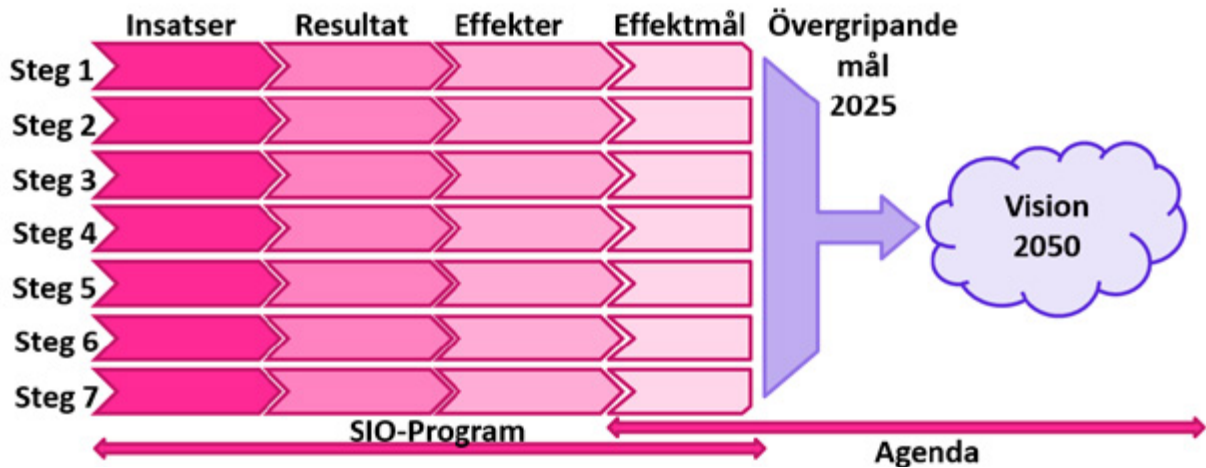 Insatser Resultat Effekter Effektmål Övergripande
mål
2025
Steg 1
Steg 2
Steg 3
Steg 4
Steg 5
Steg 6
Steg 7
Vision
2050
SIO-Program
Agenda